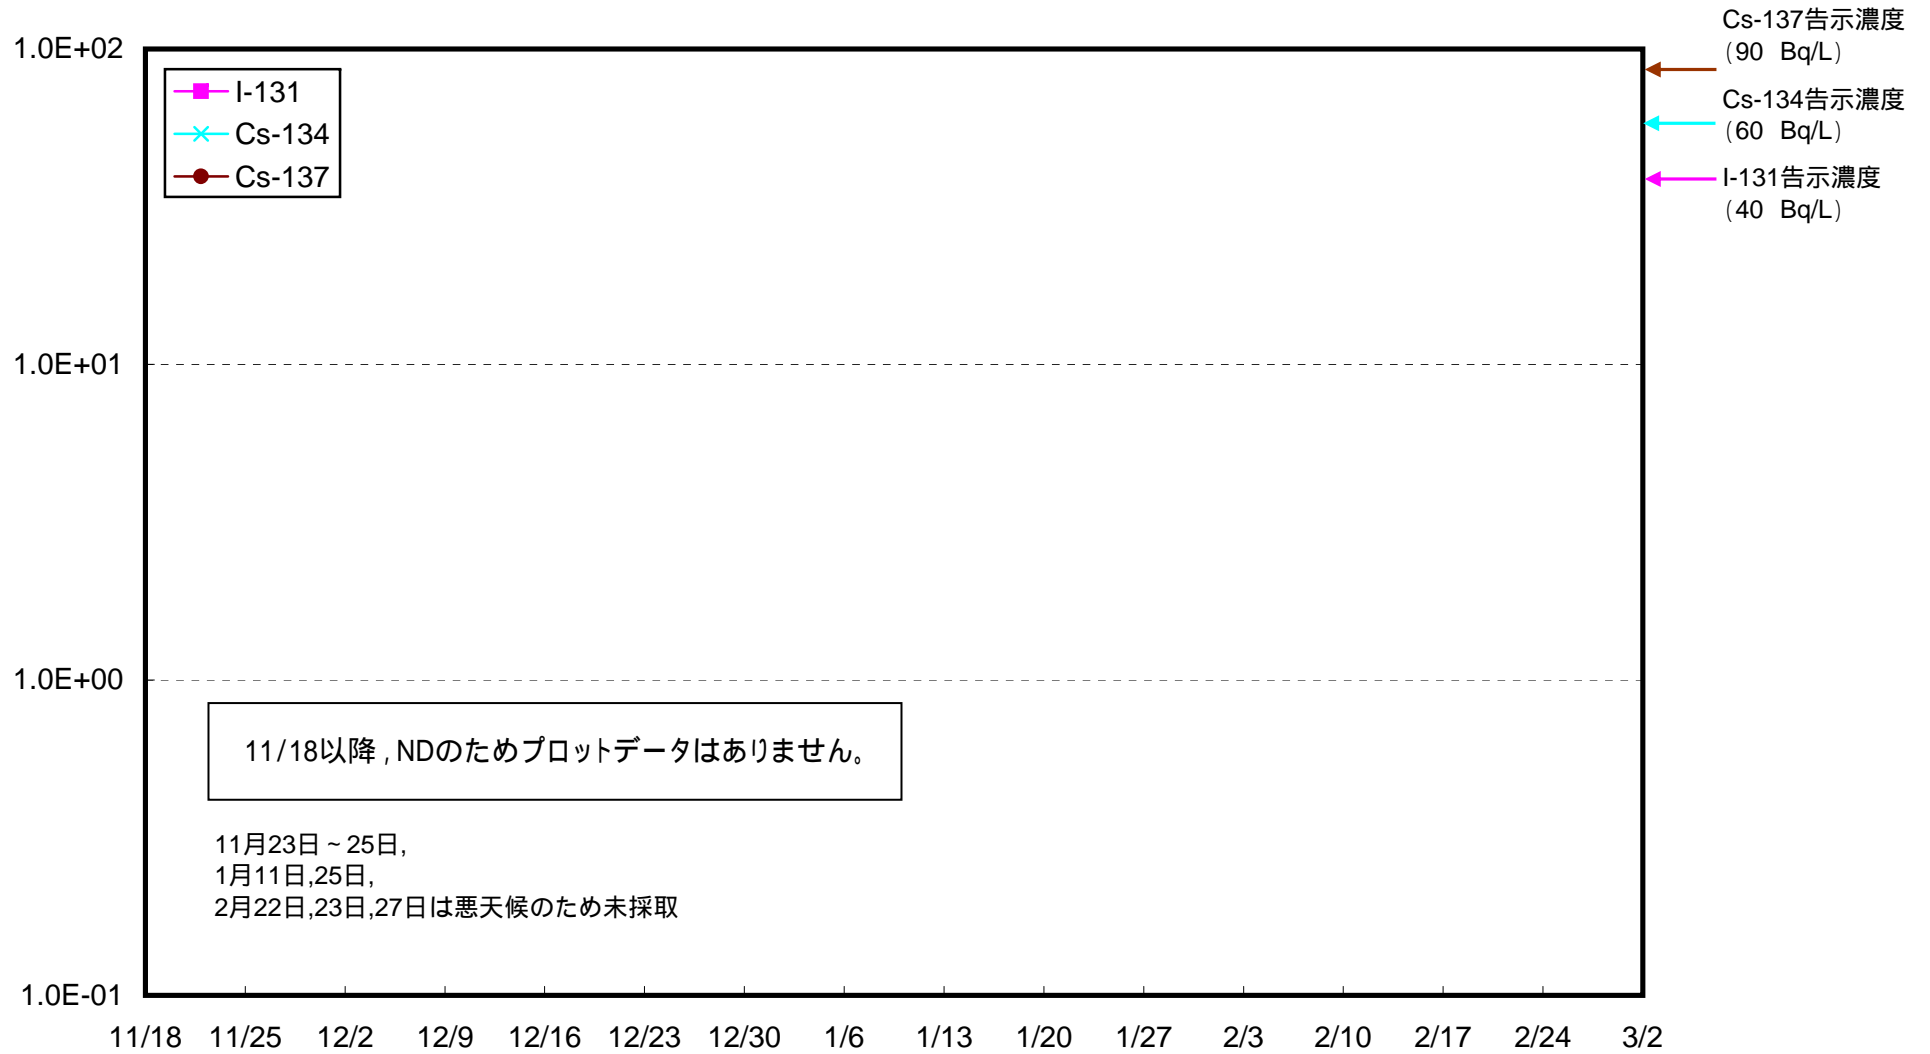 Cs-137告示濃度
(90 Bq/L)
Cs-134告示濃度
(60 Bq/L)
I-131告示濃度
(40 Bq/L)
1.0E+02
1.0E+01
1.0E+00
1.0E-01
I-131
Cs-134
Cs-137
11/18以降,NDのためプロットデータはありません。
11月23日~25日,
1月11日,25日,
2月22日,23日,27日は悪天候のため未採取
11/18 11/25 12/2 12/9 12/16 12/23 12/30 1/6 1/13 1/20 1/27 2/3 2/10 2/17 2/24 3/2